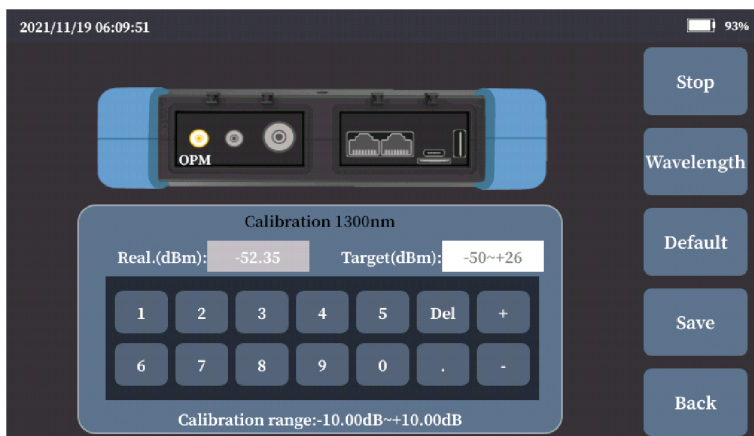 2021/11/19 06:09:51
93%
Stop
OPM
Wavelength
Calibration 1300nm
Real.(dBm): -52.35 Target(dBm): -50~+26
Default
1 2 3 4 5 Del +
Save
6 7 8 9 0 . -
Back
Calibration range:-10.00dB~+10.00dB